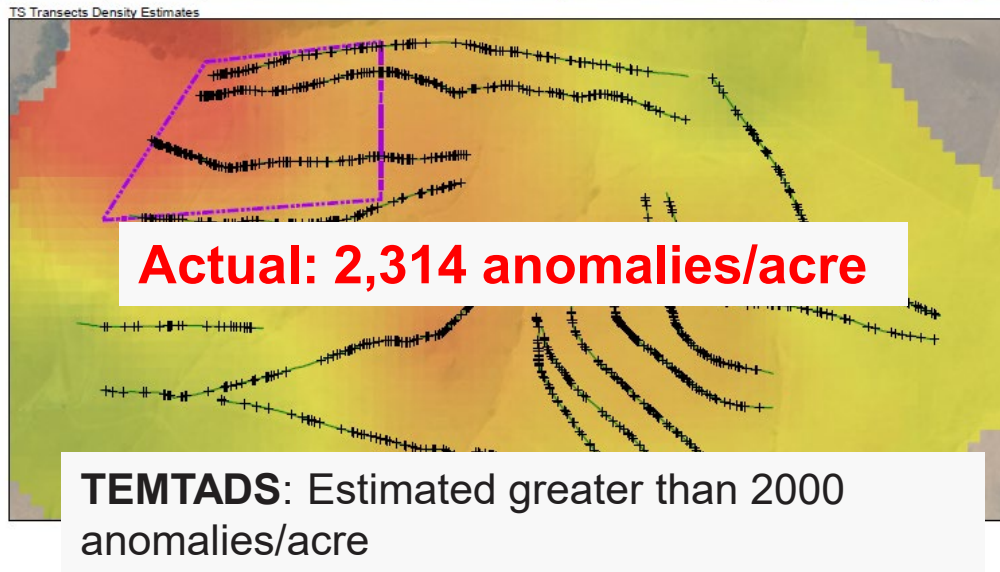 TS Transects Density Estimates
Actual: 2,314 anomalies/acre
TEMTADS: Estimated greater than 2000
anomalies/acre